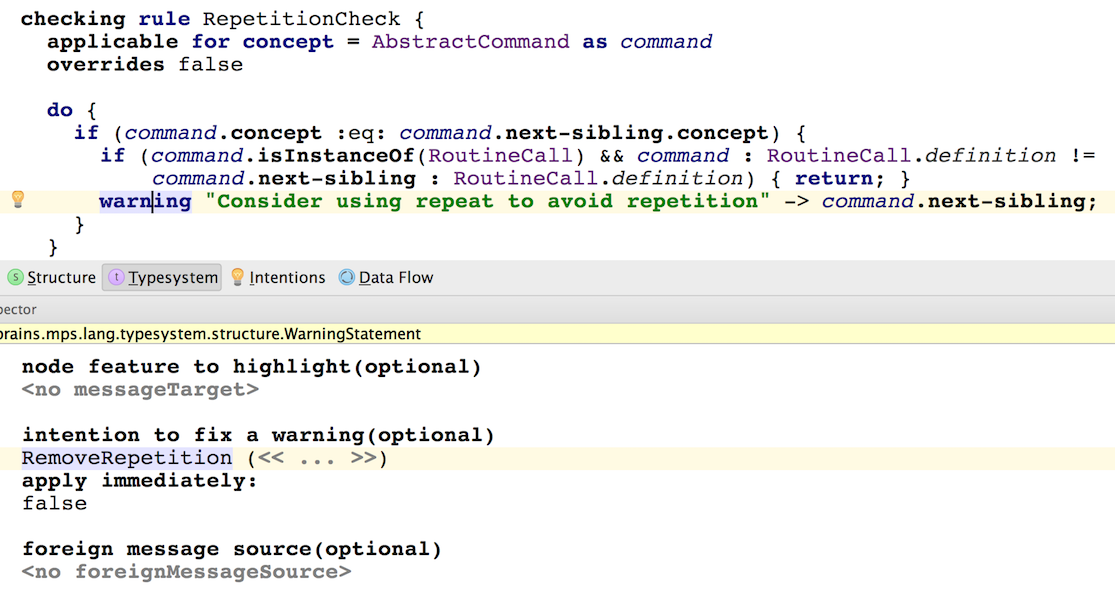 checking rule RepetitionCheck {
applicable for concept = AbstractCommand as command
overrides false
do {
if (command.concept :eq: command.next-sibling.concept) {
if (command.isInstanceOf(RoutineCall) && command : RoutineCall.definition !=
command.next-sibling : RoutineCall.definition) { return; }
warning "Consider using repeat to avoid repetition" -> command.next-sibling;
}
}
S Structure t Typesystem Intentions Data Flow
pector
brains.mps.lang.typesystem.structure.WarningStatement
node feature to highlight(optional)
<no messageTarget>
intention to fix a warning(optional)
RemoveRepetition (<< ... >>)
apply immediately:
false
foreign message source(optional)
<no foreignMessageSource>